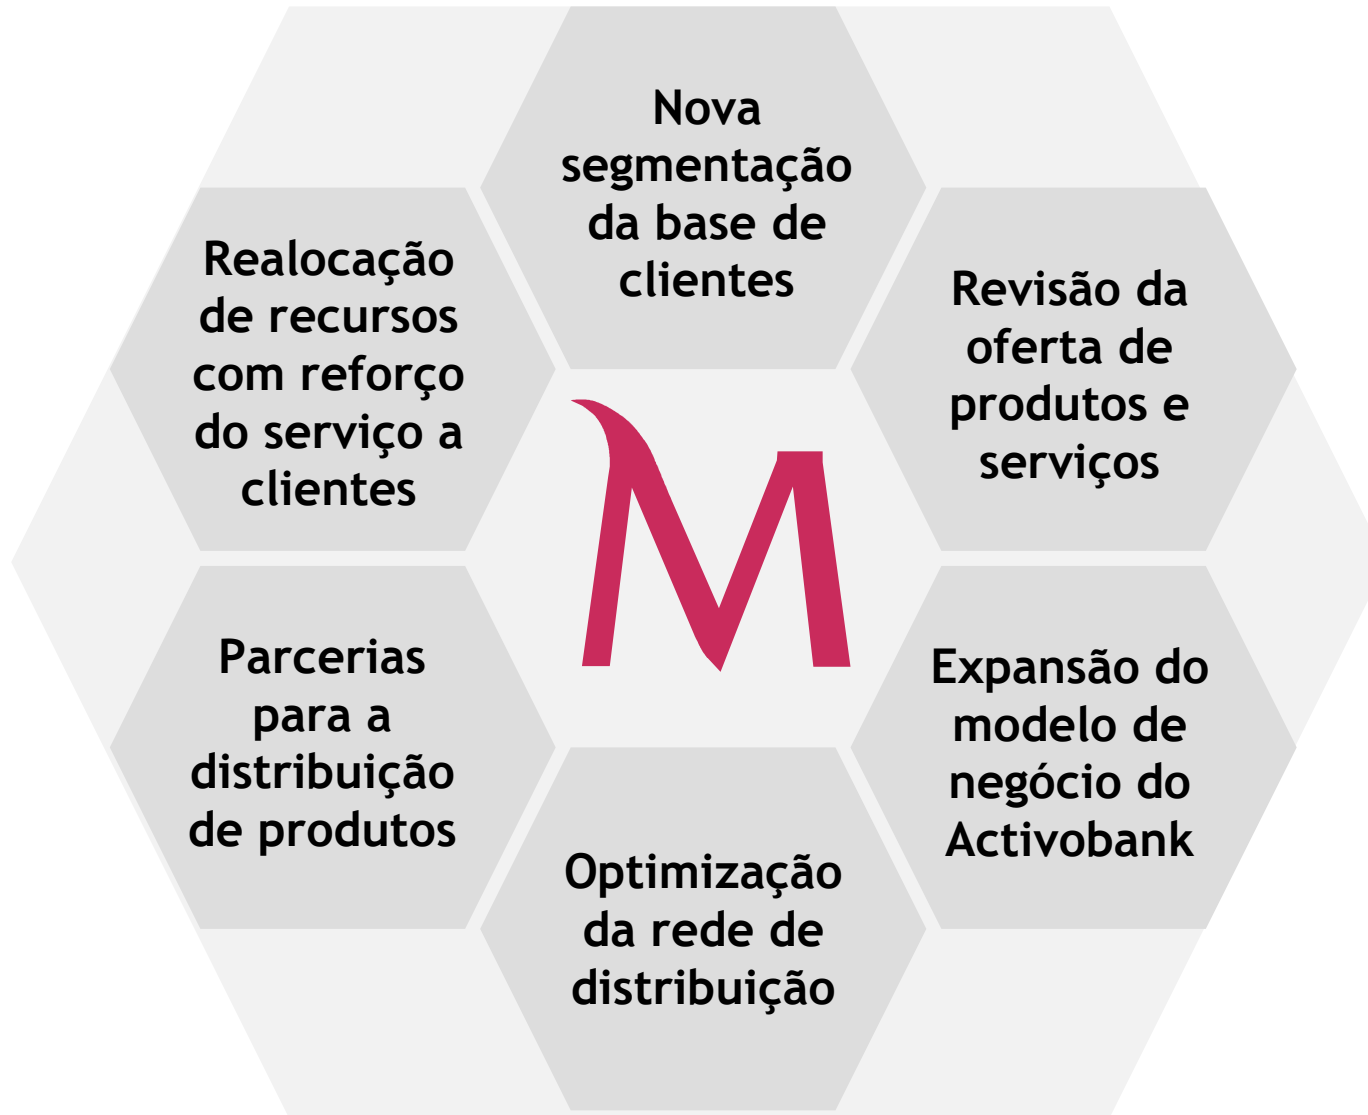 Nova
segmentação
da base de
clientes
Revisão da
oferta de
produtos e
serviços
Expansão do
modelo de
negócio do
Activobank
Optimização
da rede de
distribuição
Parcerias
para a
distribuição
de produtos
Realocação
de recursos
com reforço
do serviço a
clientes
M